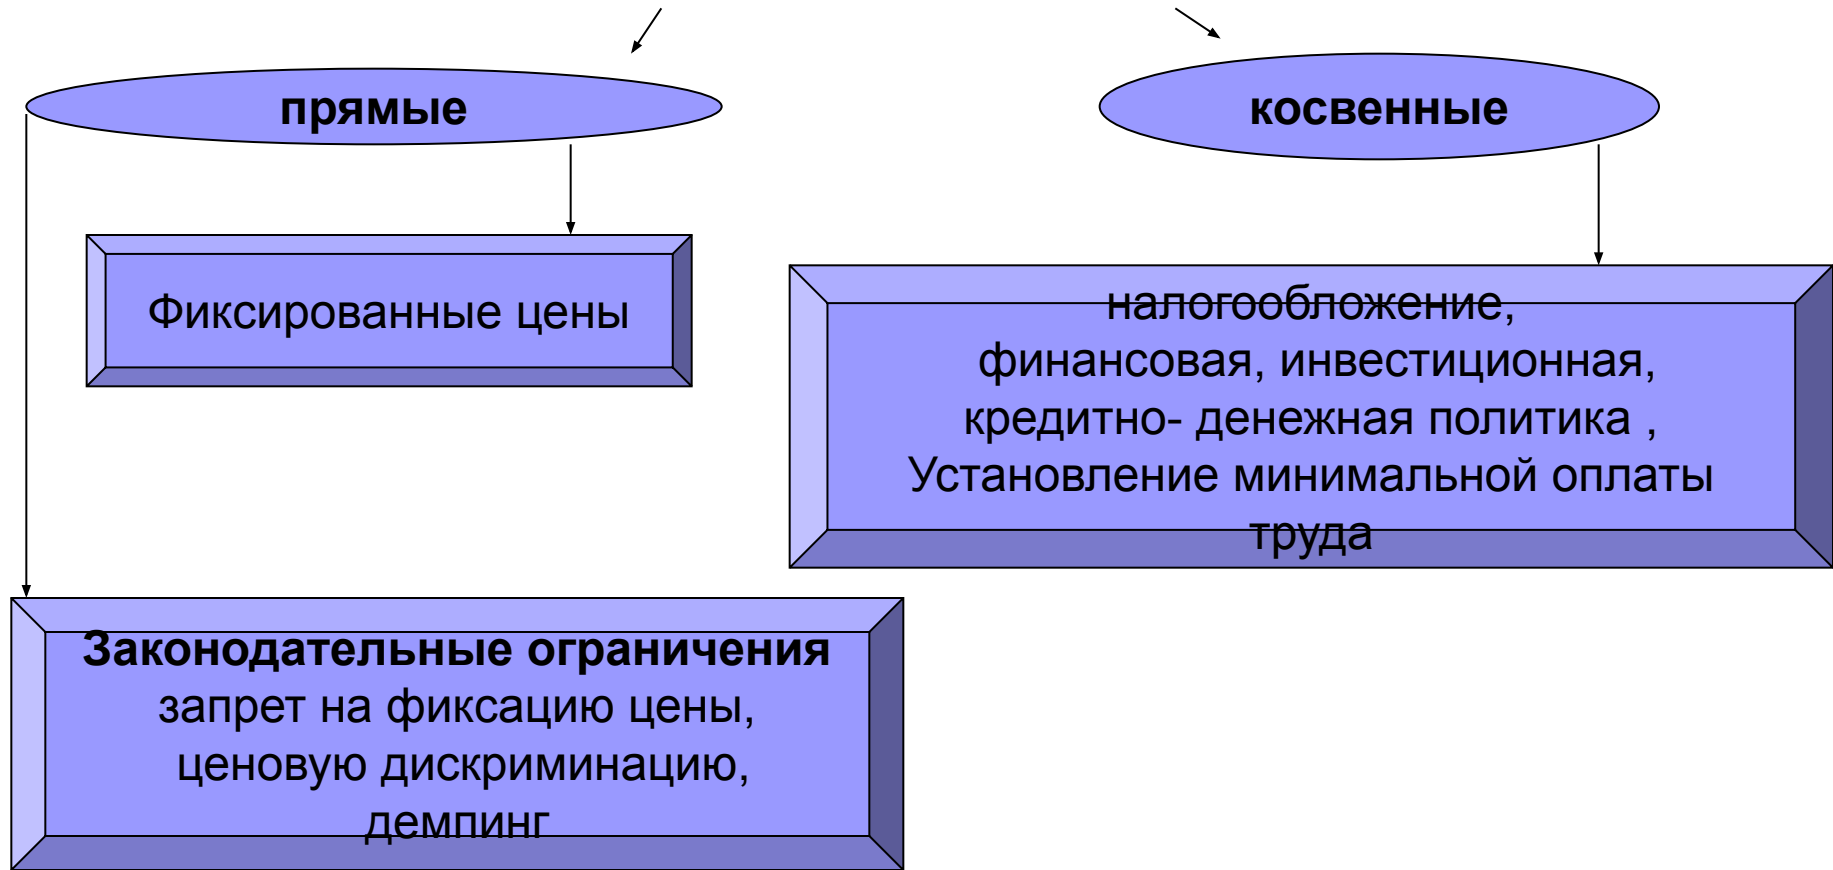 прямые
косвенные
Фиксированные цены
налогообложение,
финансовая, инвестиционная,
кредитно- денежная политика ,
Установление минимальной оплаты
труда
Законодательные ограничения
запрет на фиксацию цены,
ценовую дискриминацию,
демпинг